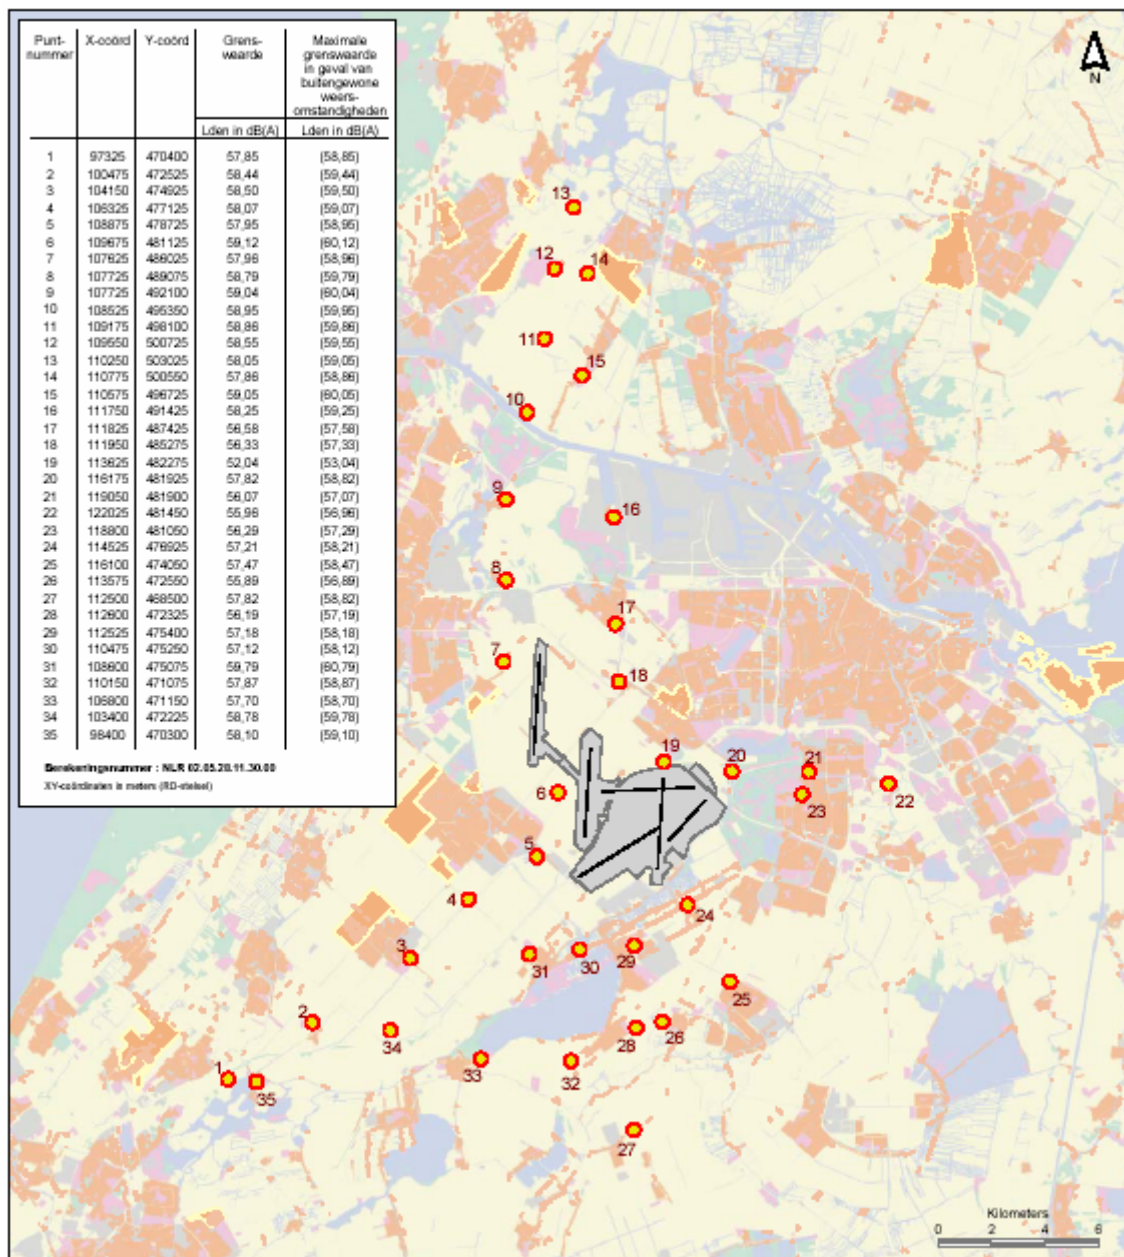 Punt- X-coörd Y-coörd Grens- Maximale
nummer waarde grenswaarde
in geval van
buitengewone
weers-
omstandigheden
Lden in dB(A) Lden in dB(A)
1 97325 470400 57,85 (58,85)
2 100475 472525 58,44 (59,44)
3 104150 474925 58,50 (59,50)
4 106325 477125 58,07 (59,07)
5 108875 478725 57,95 (58,95)
6 109675 481125 59,12 (60,12)
7 107625 486025 57,96 (58,96)
8 107725 489075 58,79 (59,79)
9 107725 492100 59,04 (60,04)
10 108525 495350 58,95 (59,95)
11 109175 498100 58,86 (59,86)
12 109550 500725 58,55 (59,55)
13 110250 503025 58,05 (59,05)
14 110775 500550 57,86 (58,86)
15 110575 496725 59,05 (60,05)
16 111750 491425 58,25 (59,25)
17 111825 487425 56,58 (57,58)
18 111950 485275 56,33 (57,33)
19 113625 482275 52,04 (53,04)
20 116175 481925 57,82 (58,82)
21 119050 481900 56,07 (57,07)
22 122025 481450 55,96 (56,96)
23 118800 481050 56,29 (57,29)
24 114525 476925 57,21 (58,21)
25 116100 474050 57,47 (58,47)
26 113575 472550 55,89 (56,89)
27 112500 468500 57,82 (58,82)
28 112600 472325 56,19 (57,19)
29 112525 475400 57,18 (58,18)
30 110475 475250 57,12 (58,12)
31 108600 475075 59,79 (60,79)
32 110150 471075 57,87 (58,87)
33 106800 471150 57,70 (58,70)
34 103400 472225 58,78 (59,78)
35 98400 470300 58,10 (59,10)
Berekeningsnummer : NLR 02.05.28.11.30.00
XY-coördinaten in meters (RD-stelsel)
N
13
12
14
11
15
10
9
16
8
17
7
18
19
20
21
6
22
23
5
4
24
3
31
30
29
25
2
34
28
26
33
32
1
35
27
Kilometers
0 2 4 6